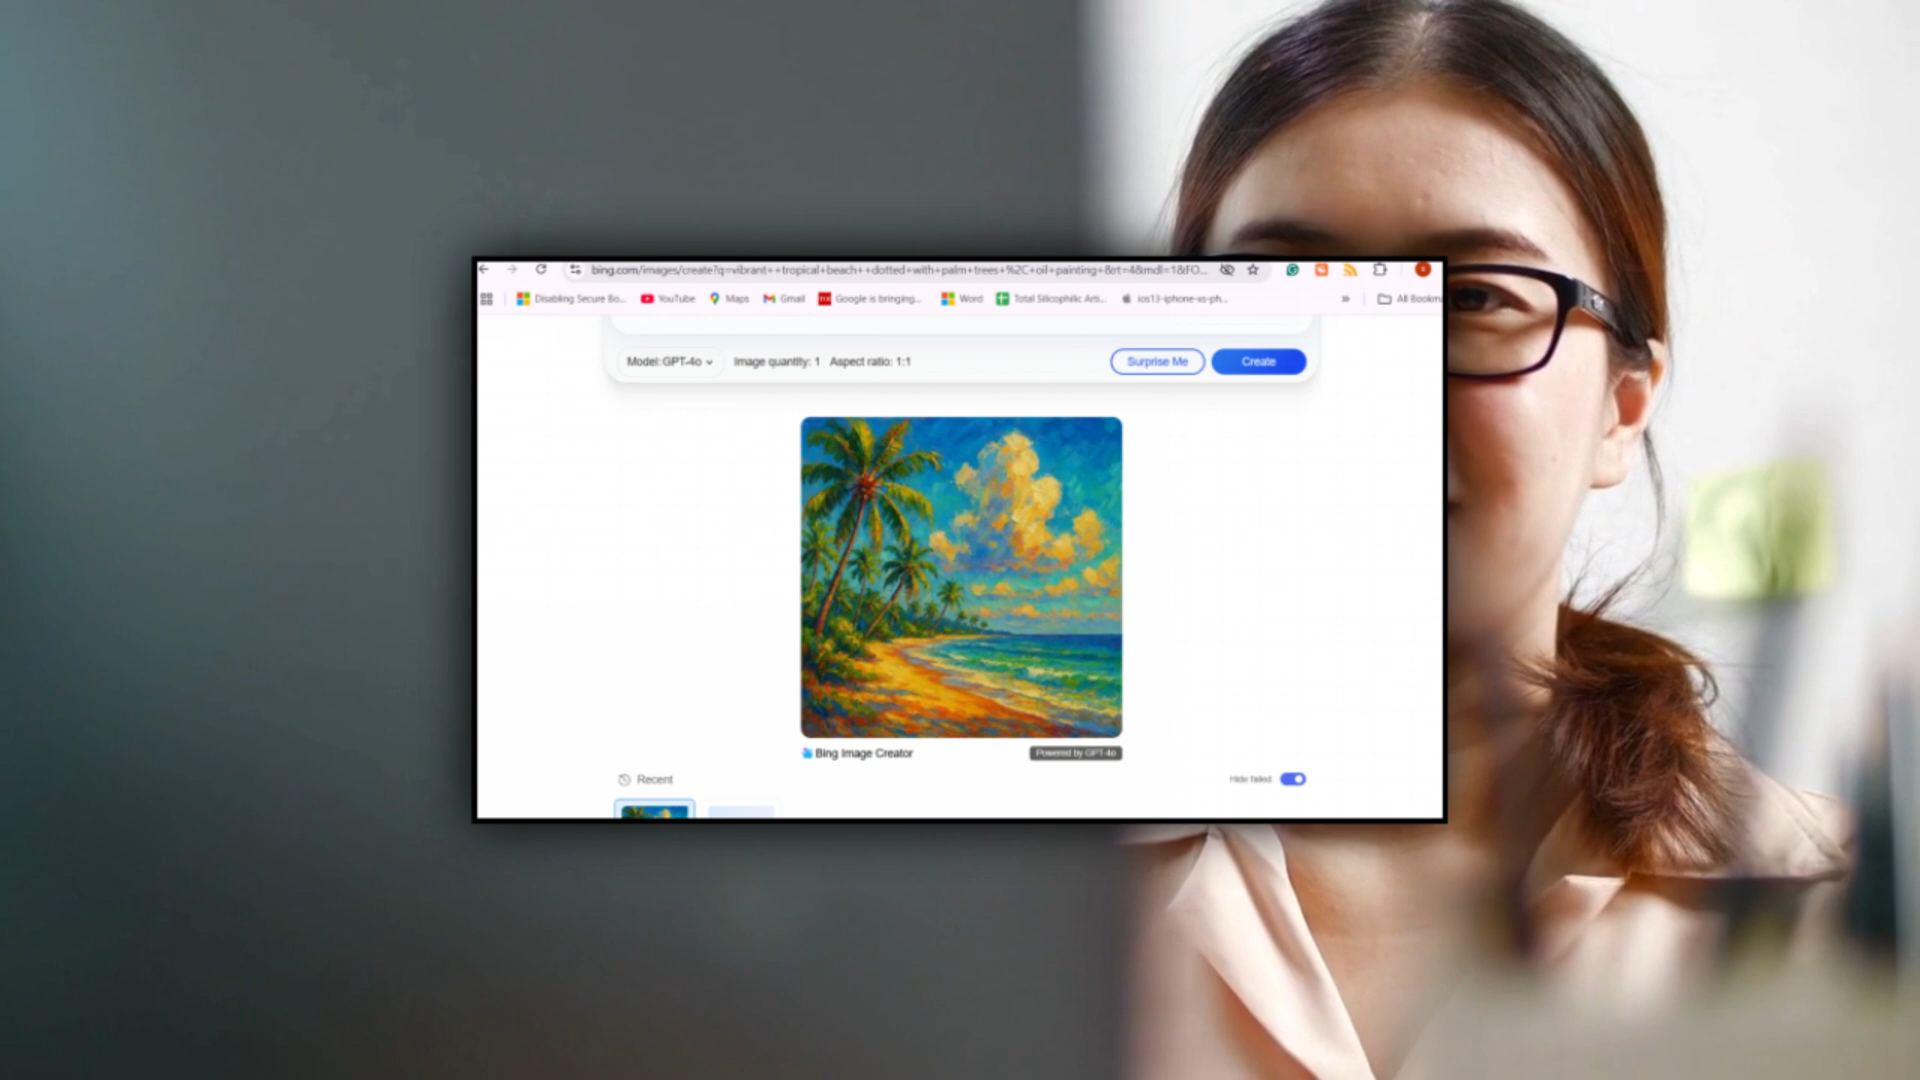 bing.com/images/create?q=vibrant++tropical+beach++dotted+with+palm+trees+%2C+oil+painting+&rt=4&mdl=1&FO...
Disabling Secure Bo... YouTube Maps Gmail Google is bringing... Word Total Silicophilic Arti... ios13-iphone-xs-ph... » All Bookm
Model: GPT-4o Image quantity: 1 Aspect ratio: 1:1 Surprise Me Create
Bing Image Creator Powered by GPT-4o
Recent Hide failed